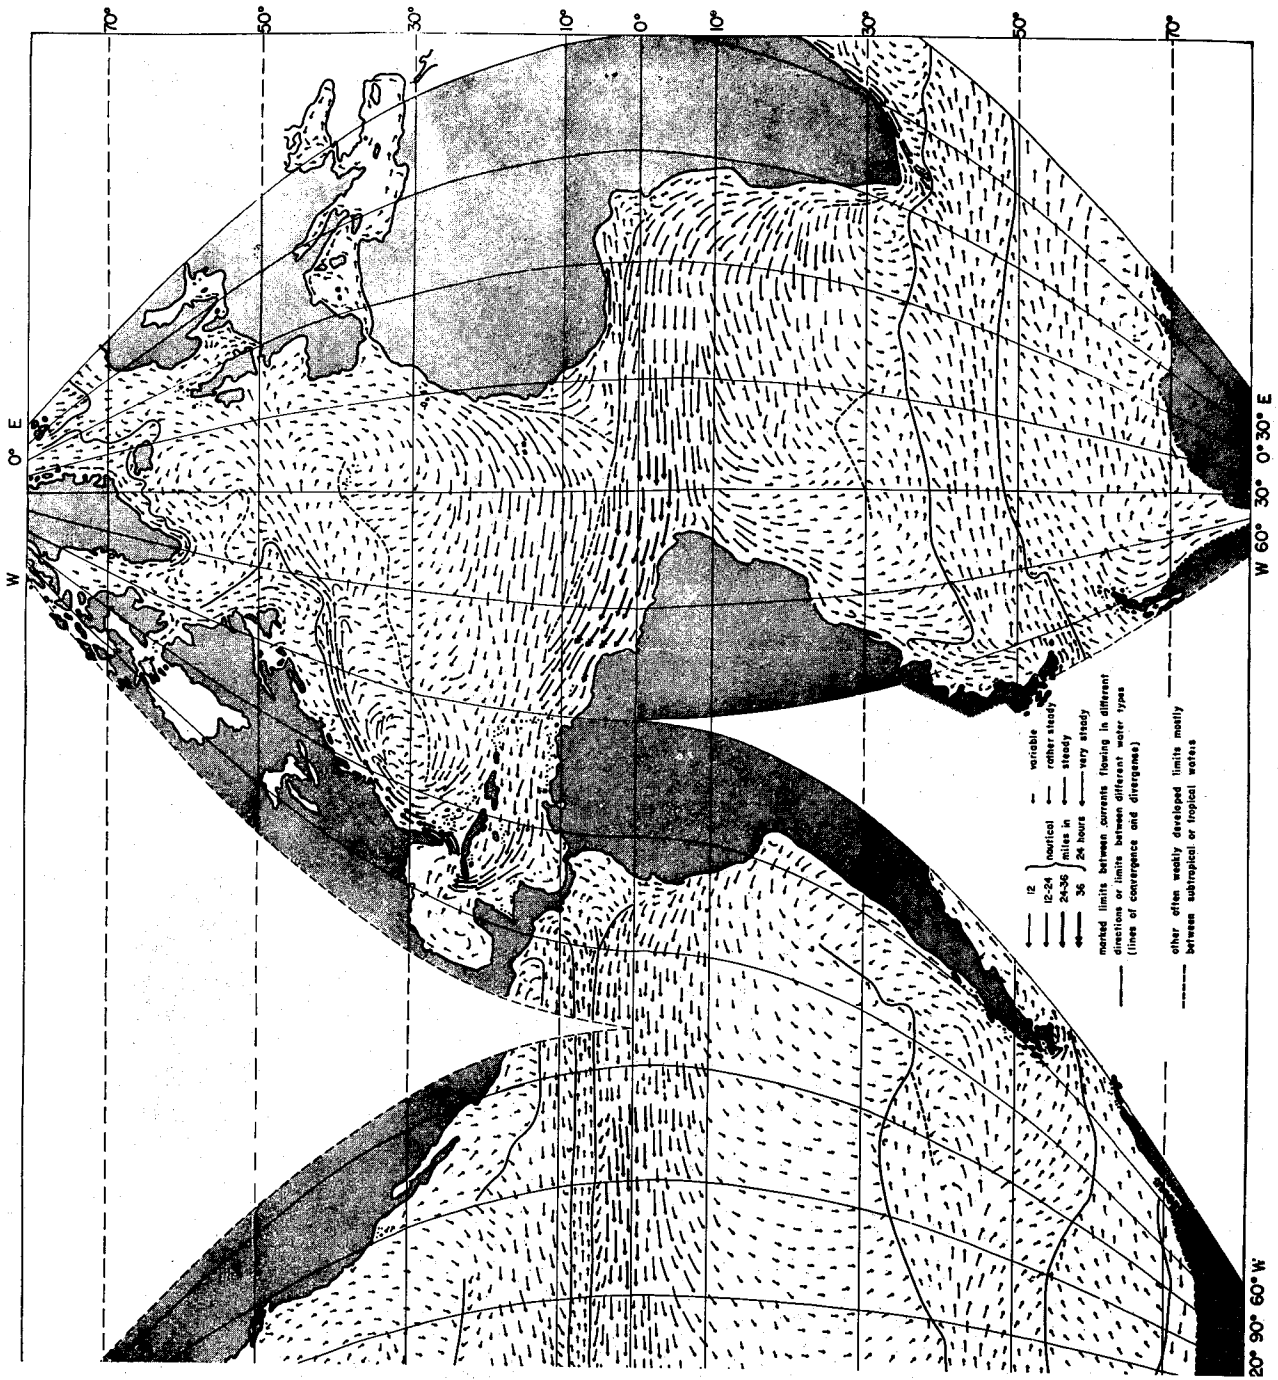 70°
50°
30°
10°
0°
10°
30°
50°
70°
W
0°
E
12
12-24
24-36
36
nautical
miles in
24 hours
variable
rather steady
steady
very steady
marked limits between currents flowing in different
directions or limits between different water types
(lines of convergence and divergence)
other often weakly developed limits mostly
between subtropical or tropical waters
20° 90° 60° W
W 60° 30° 0° 30° E